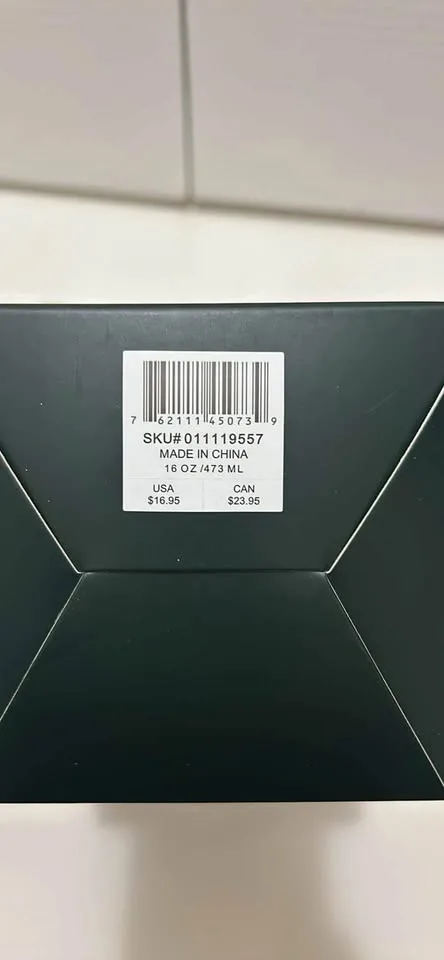 7 62111 45073 9
SKU# 011119557
MADE IN CHINA
16 OZ/473 ML
USA CAN
$16.95 $23.95